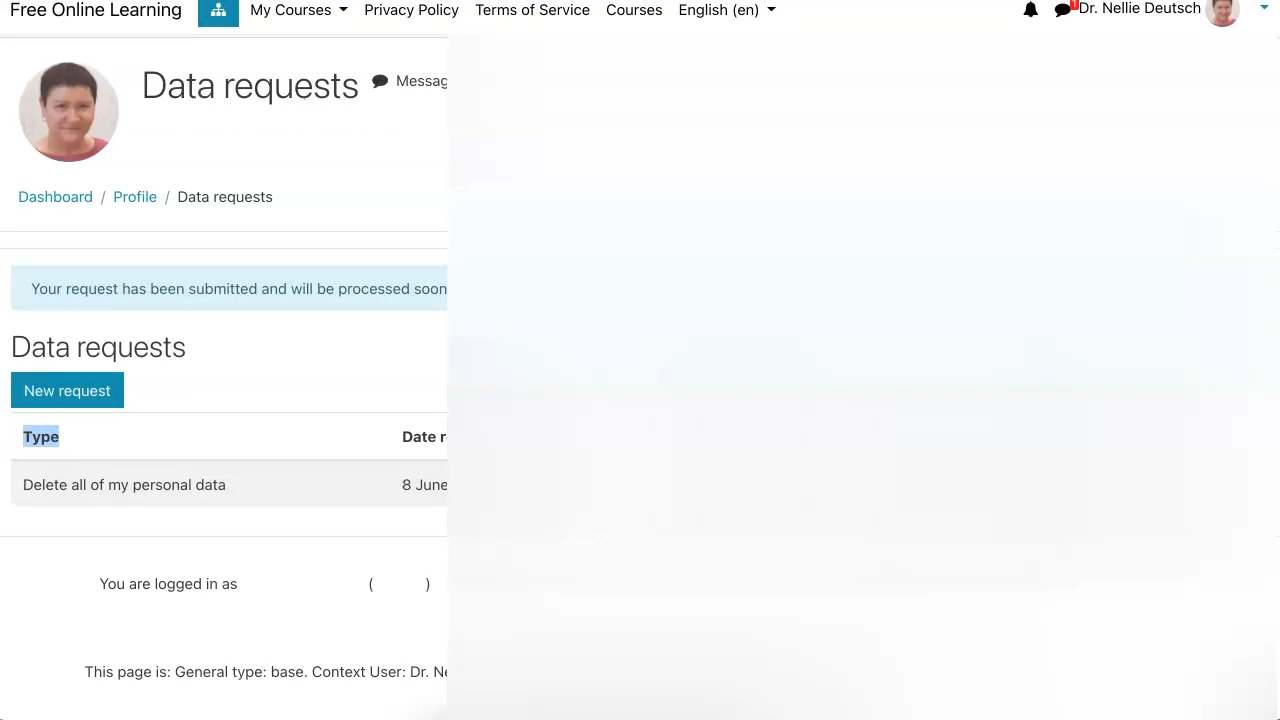 Free Online Learning My Courses Privacy Policy Terms of Service Courses English (en) 1 Dr. Nellie Deutsch
Data requests Messag
Dashboard / Profile / Data requests
Your request has been submitted and will be processed soon
Data requests
New request
Type Date r
Delete all of my personal data 8 June
You are logged in as ( )
This page is: General type: base. Context User: Dr. Ne